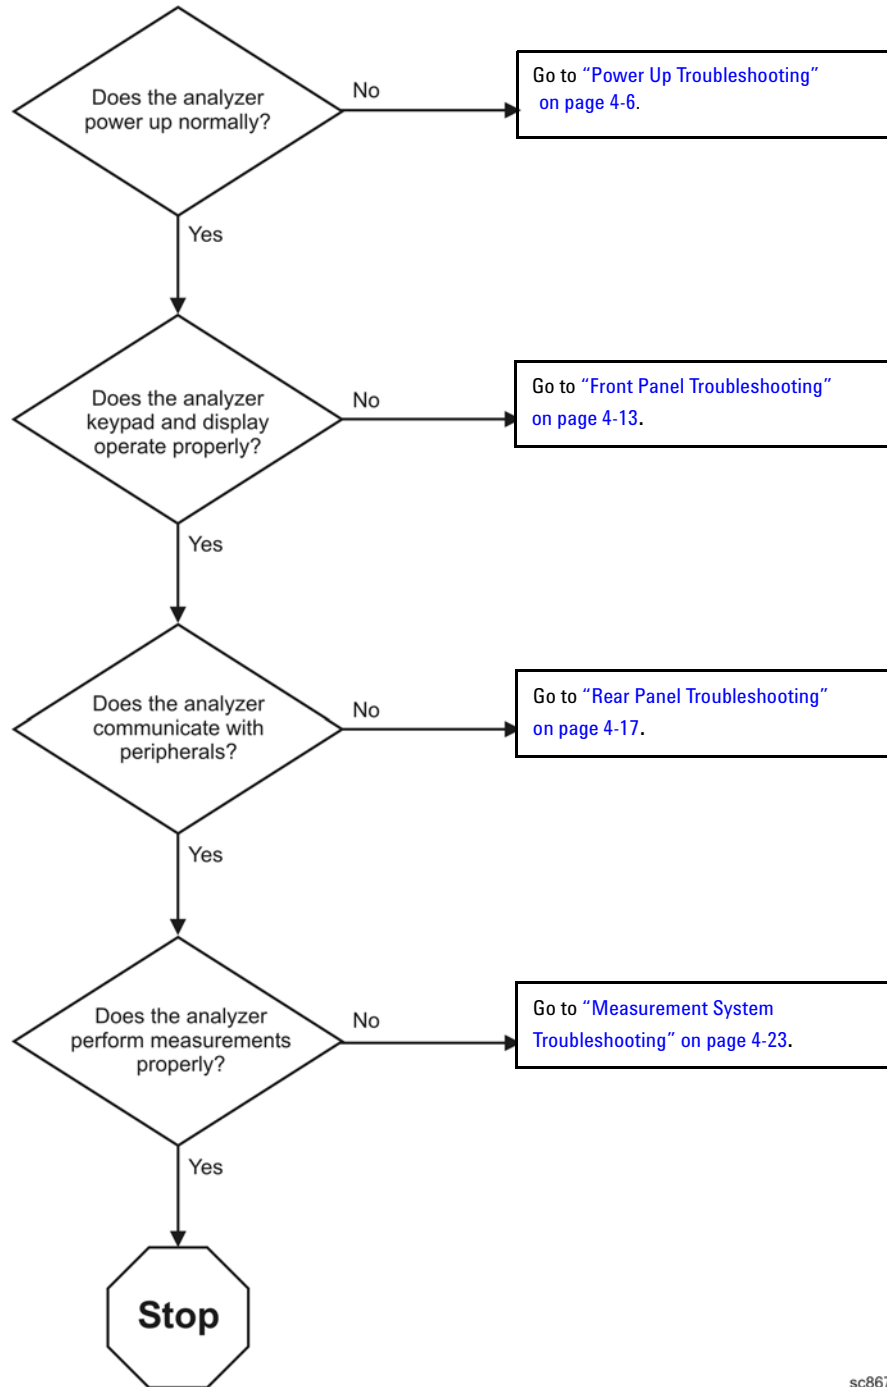 Does the analyzer
power up normally?
No
Go to “Power Up Troubleshooting”
on page 4-6.
Yes
Does the analyzer
keypad and display
operate properly?
No
Go to “Front Panel Troubleshooting”
on page 4-13.
Yes
Does the analyzer
communicate with
peripherals?
No
Go to “Rear Panel Troubleshooting”
on page 4-17.
Yes
Does the analyzer
perform measurements
properly?
No
Go to “Measurement System
Troubleshooting” on page 4-23.
Yes
Stop
sc867